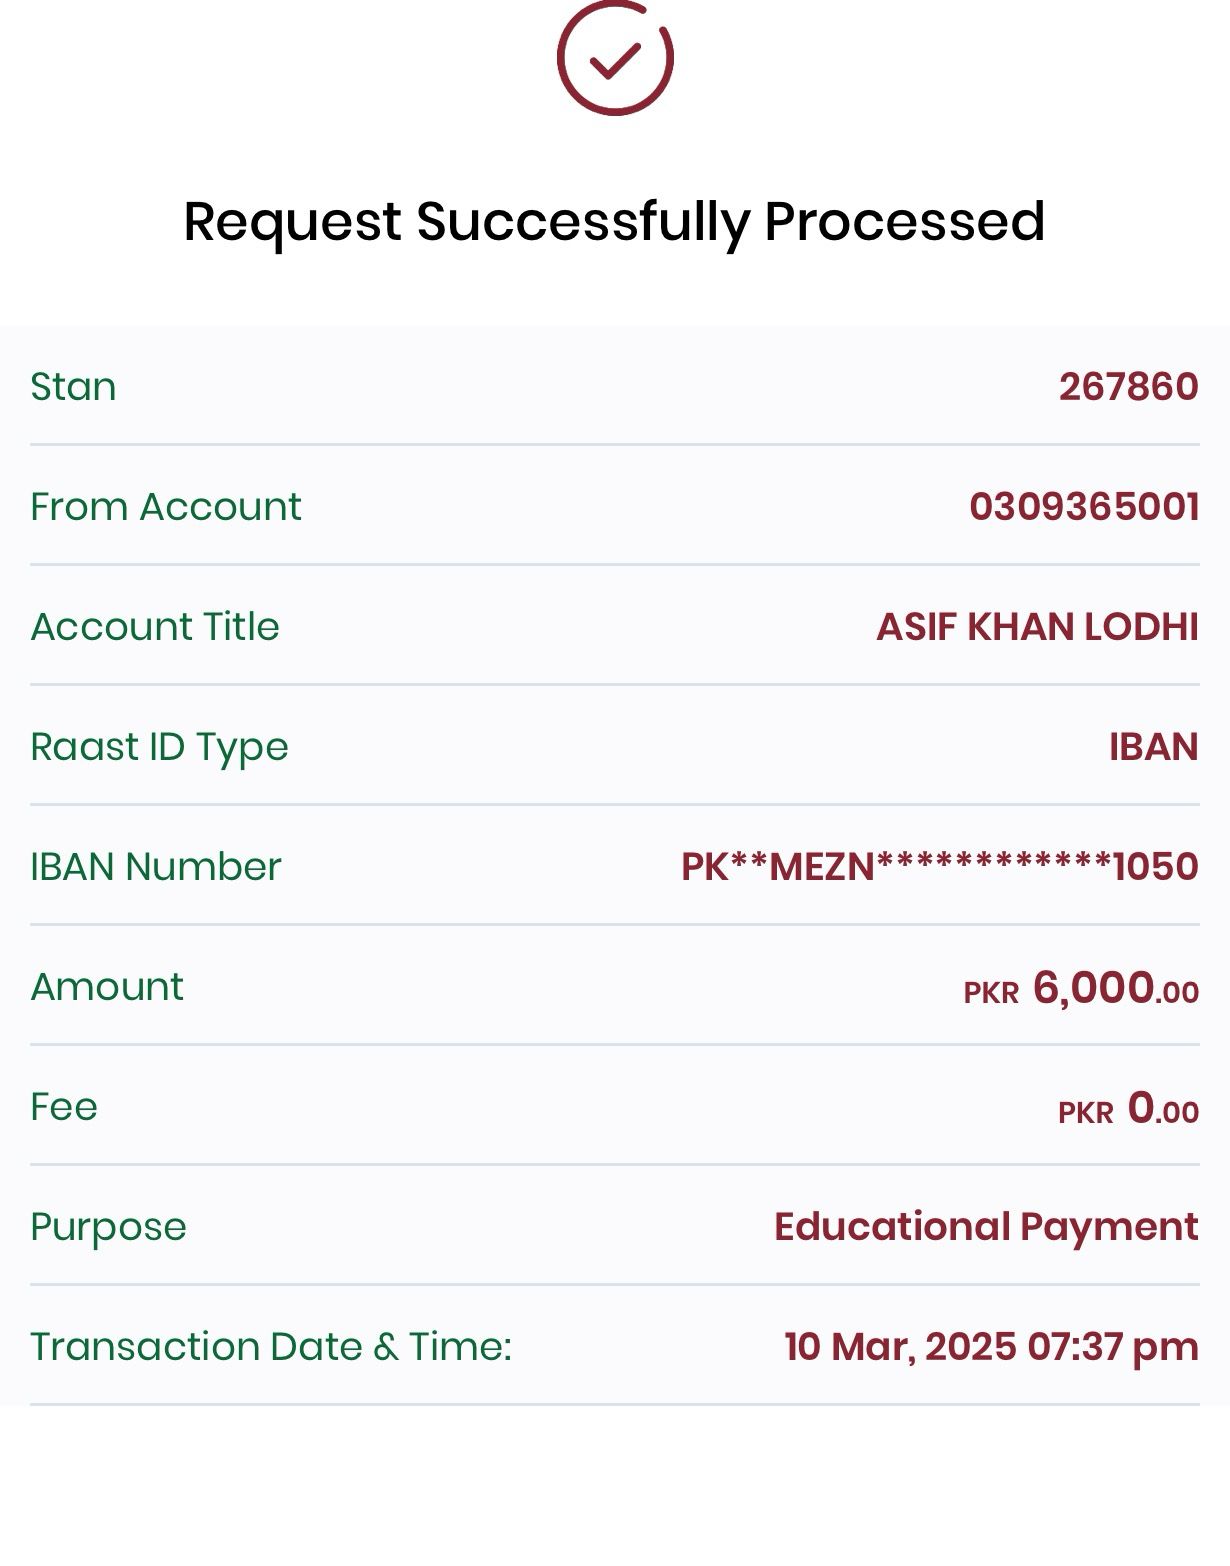 Request Successfully Processed
Stan 267860
From Account 0309365001
Account Title ASIF KHAN LODHI
Raast ID Type IBAN
IBAN Number PK**MEZN************1050
Amount PKR 6,000.00
Fee PKR 0.00
Purpose Educational Payment
Transaction Date & Time: 10 Mar, 2025 07:37 pm